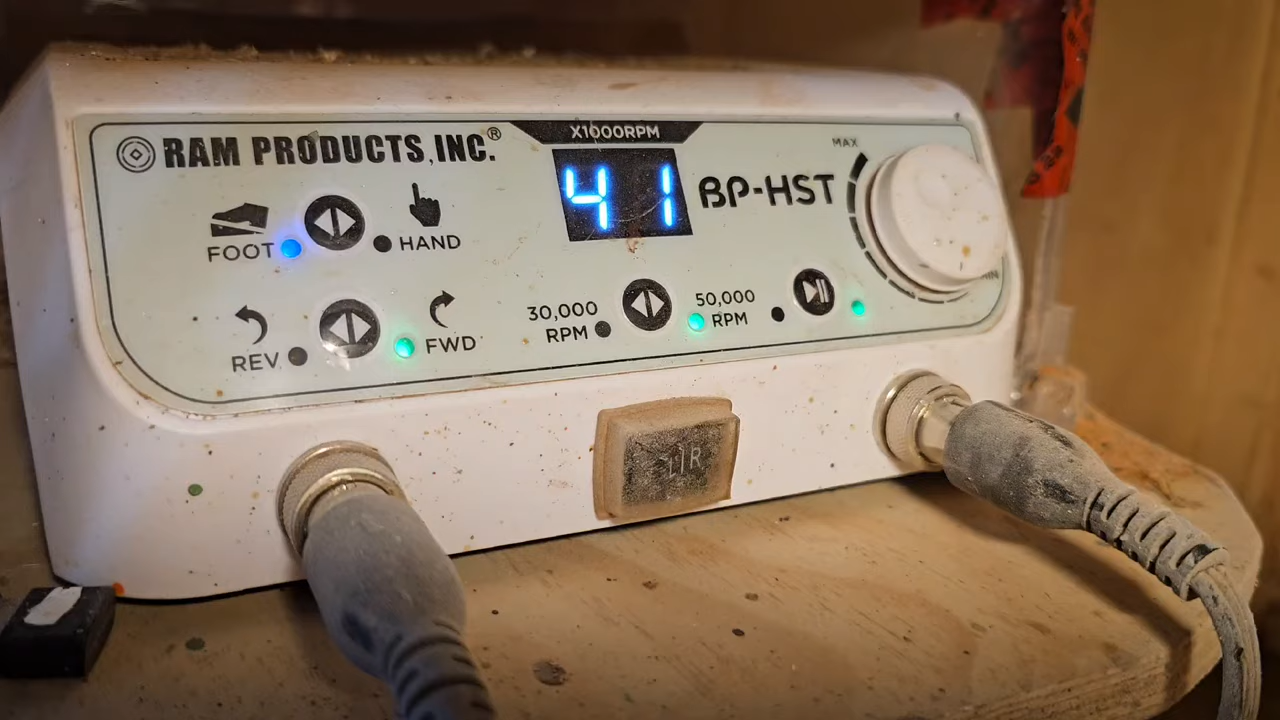 RAM PRODUCTS, INC.®
X1000RPM
41
BP-HST
MAX
FOOT
HAND
REV
FWD
30,000
RPM
50,000
RPM